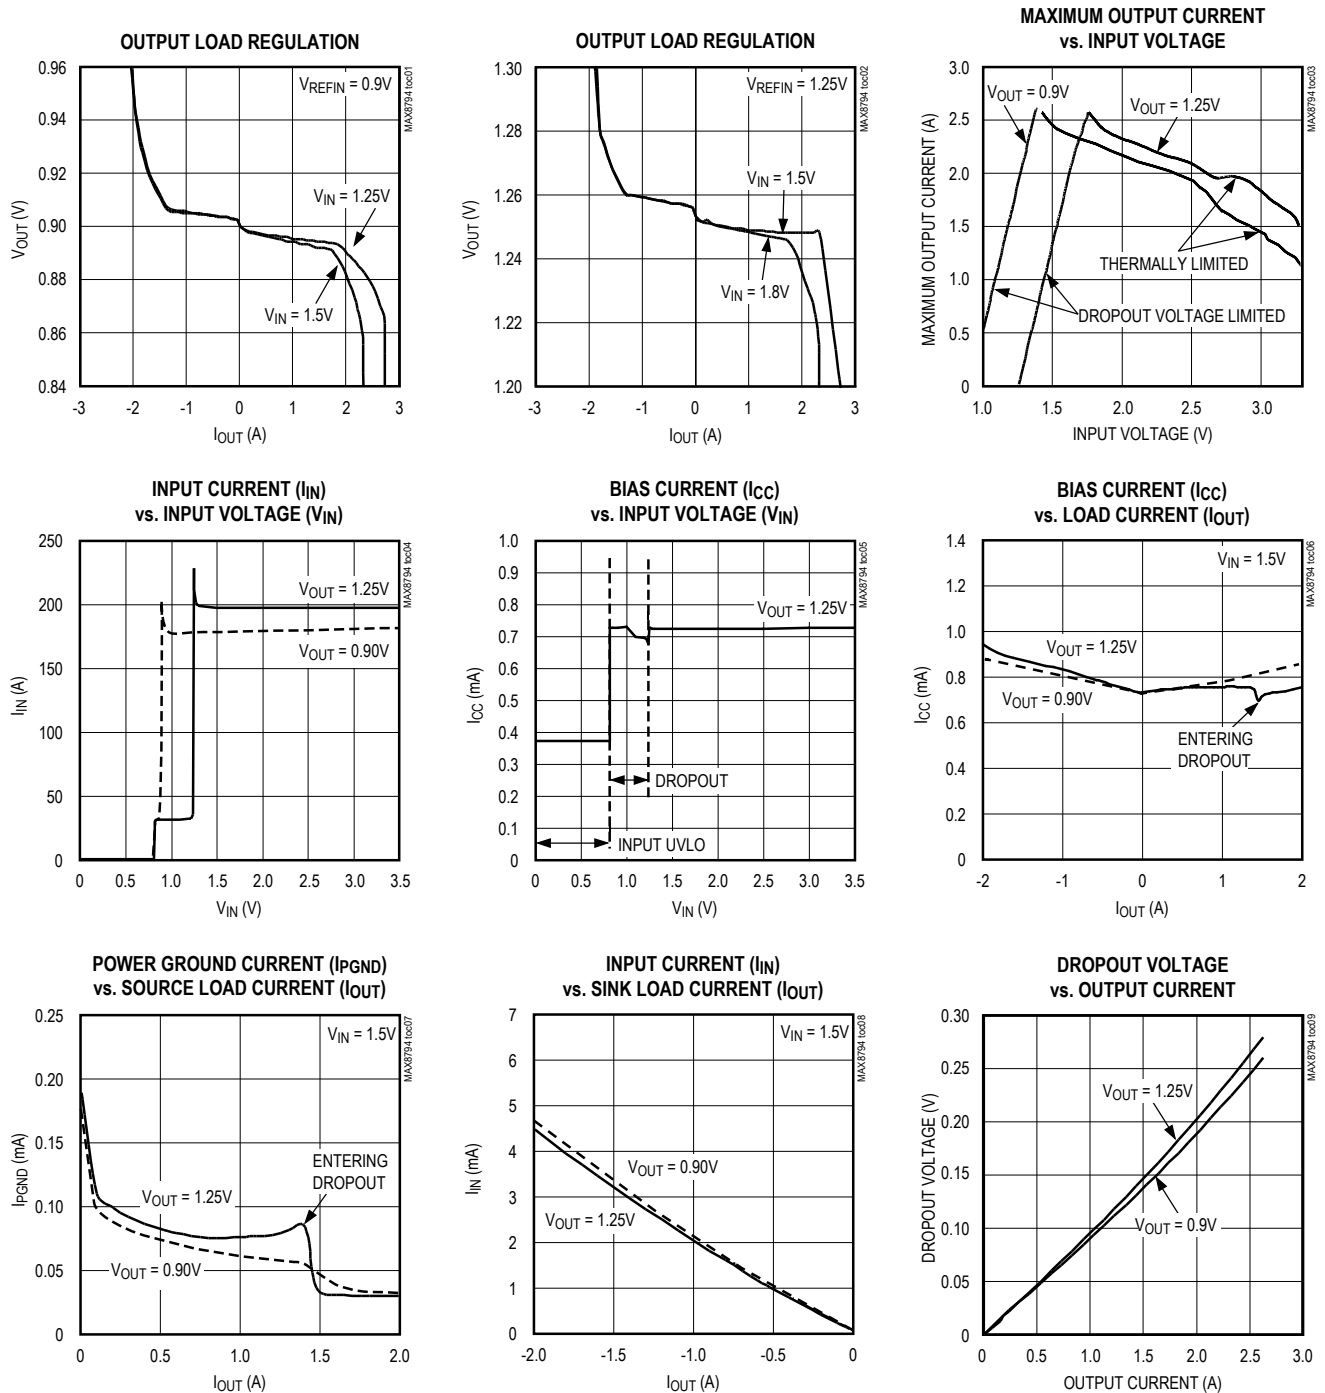 OUTPUT LOAD REGULATION
0.96
0.94
0.92
0.90
0.88
0.86
0.84
VOUT (V)
VREFIN = 0.9V
VIN = 1.25V
VIN = 1.5V
-3 -2 -1 0 1 2 3
IOUT (A)
MAX8794 toc01
OUTPUT LOAD REGULATION
1.30
1.28
1.26
1.24
1.22
1.20
VOUT (V)
VREFIN = 1.25V
VIN = 1.5V
VIN = 1.8V
-3 -2 -1 0 1 2 3
IOUT (A)
MAX8794 toc02
MAXIMUM OUTPUT CURRENT
vs. INPUT VOLTAGE
3.0
2.5
2.0
1.5
1.0
0.5
0
MAXIMUM OUTPUT CURRENT (A)
VOUT = 0.9V
VOUT = 1.25V
THERMALLY LIMITED
DROPOUT VOLTAGE LIMITED
1.0 1.5 2.0 2.5 3.0
INPUT VOLTAGE (V)
MAX8794 toc03
INPUT CURRENT (IIN)
vs. INPUT VOLTAGE (VIN)
250
200
150
100
50
0
IIN (A)
VOUT = 1.25V
VOUT = 0.90V
0 0.5 1.0 1.5 2.0 2.5 3.0 3.5
VIN (V)
MAX8794 toc04
BIAS CURRENT (ICC)
vs. INPUT VOLTAGE (VIN)
1.0
0.9
0.8
0.7
0.6
0.5
0.4
0.3
0.2
0.1
0
ICC (mA)
VOUT = 1.25V
DROPOUT
INPUT UVLO
0 0.5 1.0 1.5 2.0 2.5 3.0 3.5
VIN (V)
MAX8794 toc05
BIAS CURRENT (ICC)
vs. LOAD CURRENT (IOUT)
1.4
1.2
1.0
0.8
0.6
0.4
0.2
0
ICC (mA)
VIN = 1.5V
VOUT = 1.25V
VOUT = 0.90V
ENTERING
DROPOUT
-2 -1 0 1 2
IOUT (A)
MAX8794 toc06
POWER GROUND CURRENT (IPGND)
vs. SOURCE LOAD CURRENT (IOUT)
0.25
0.20
0.15
0.10
0.05
0
IPGND (mA)
VIN = 1.5V
ENTERING
DROPOUT
VOUT = 1.25V
VOUT = 0.90V
0 0.5 1.0 1.5 2.0
IOUT (A)
MAX8794 toc07
INPUT CURRENT (IIN)
vs. SINK LOAD CURRENT (IOUT)
7
6
5
4
3
2
1
0
IIN (mA)
VIN = 1.5V
VOUT = 0.90V
VOUT = 1.25V
-2.0 -1.5 -1.0 -0.5 0
IOUT (A)
MAX8794 toc08
DROPOUT VOLTAGE
vs. OUTPUT CURRENT
0.30
0.25
0.20
0.15
0.10
0.05
0
DROPOUT VOLTAGE (V)
VOUT = 1.25V
VOUT = 0.9V
0 0.5 1.0 1.5 2.0 2.5 3.0
OUTPUT CURRENT (A)
MAX8794 toc09